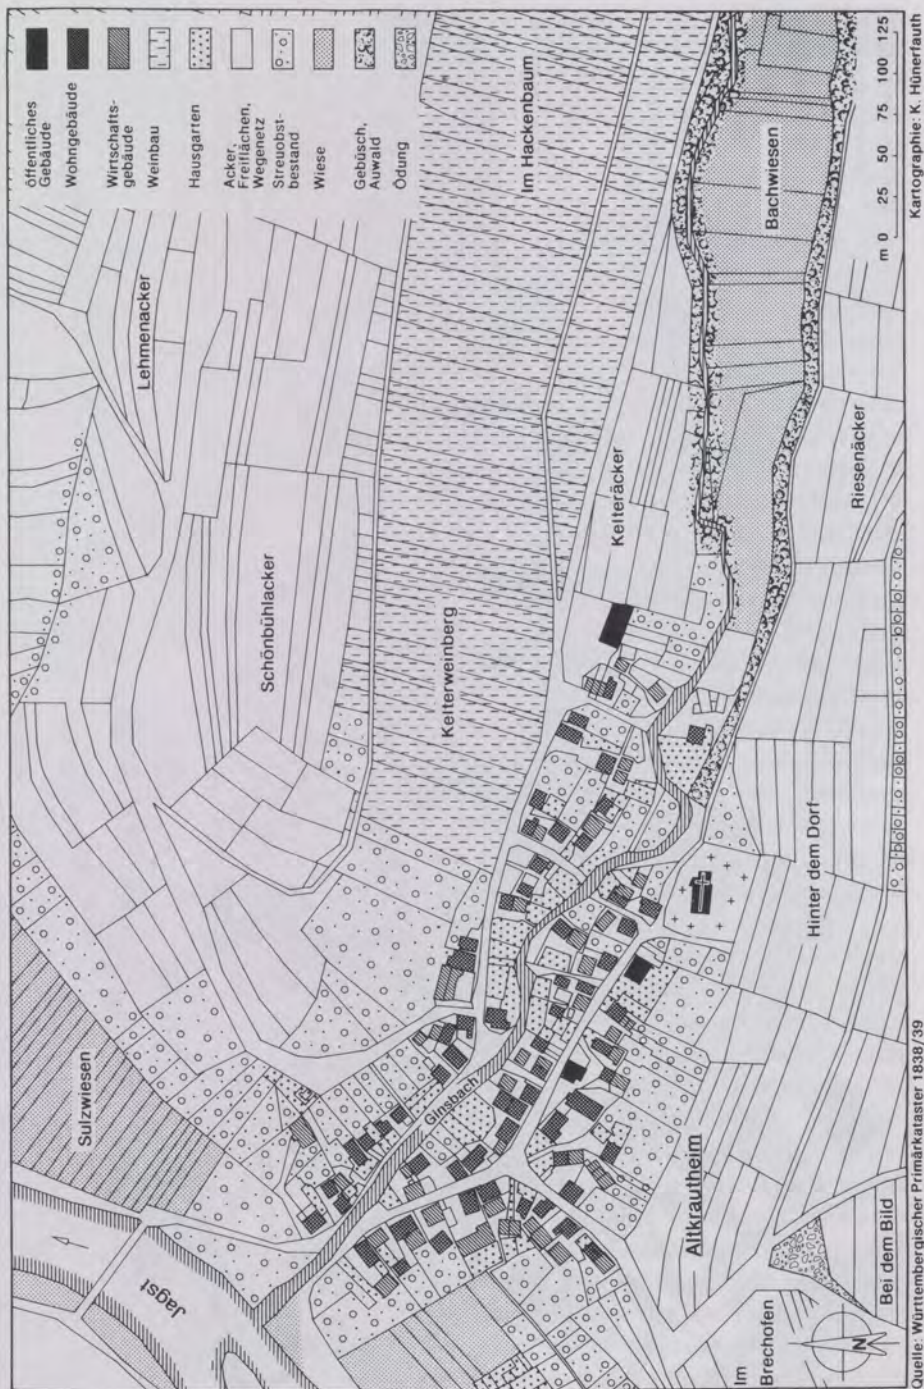 öffentliches
Gebäude
Wohngebäude
Wirtschafts-
gebäude
Weinbau
Hausgarten
Acker,
Freiflächen,
Wegenetz
Streuobst-
bestand
Wiese
Gebüsch,
Auwald
Ödung
Sulzwiesen
Lehmenacker
Schönbühlacker
Jagst
Ginsbach
Kelterweinberg
Im Hackenbaum
Kelteräcker
Bachwiesen
Altkrautheim
Hinter dem Dorf
Riesenäcker
Im
Brechofen
Bei dem Bild
N
m 0 25 50 75 100 125
Quelle: Württembergischer Primärkataster 1838/39
Kartographie: K. Hünerfauth